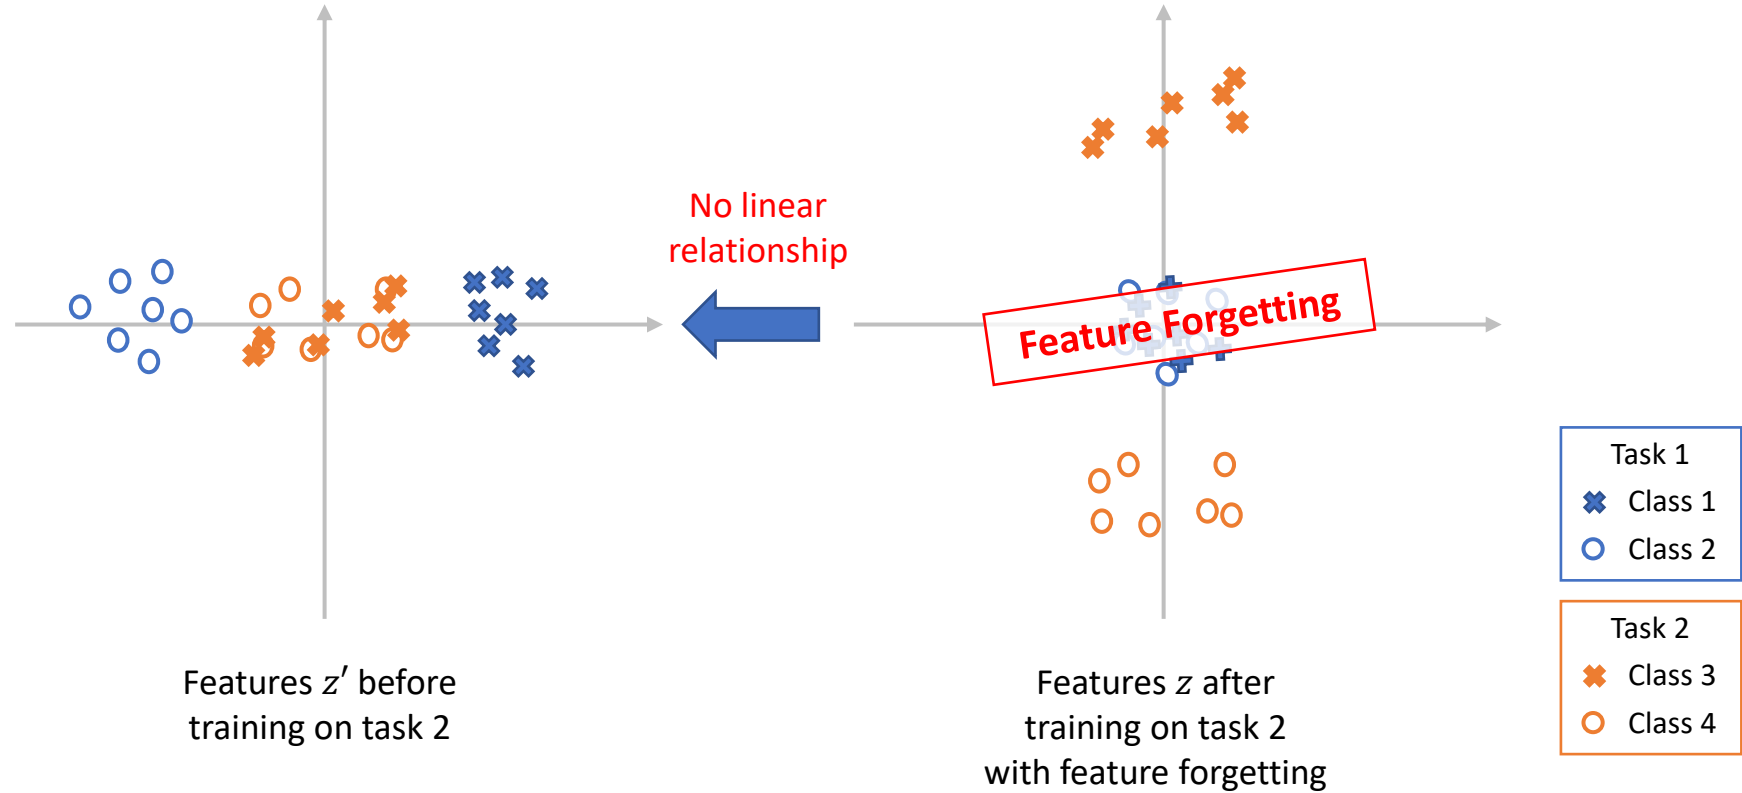 No linear
relationship
Feature Forgetting
Features z′ before
training on task 2
Features z after
training on task 2
with feature forgetting
Task 1
Class 1
Class 2
Task 2
Class 3
Class 4